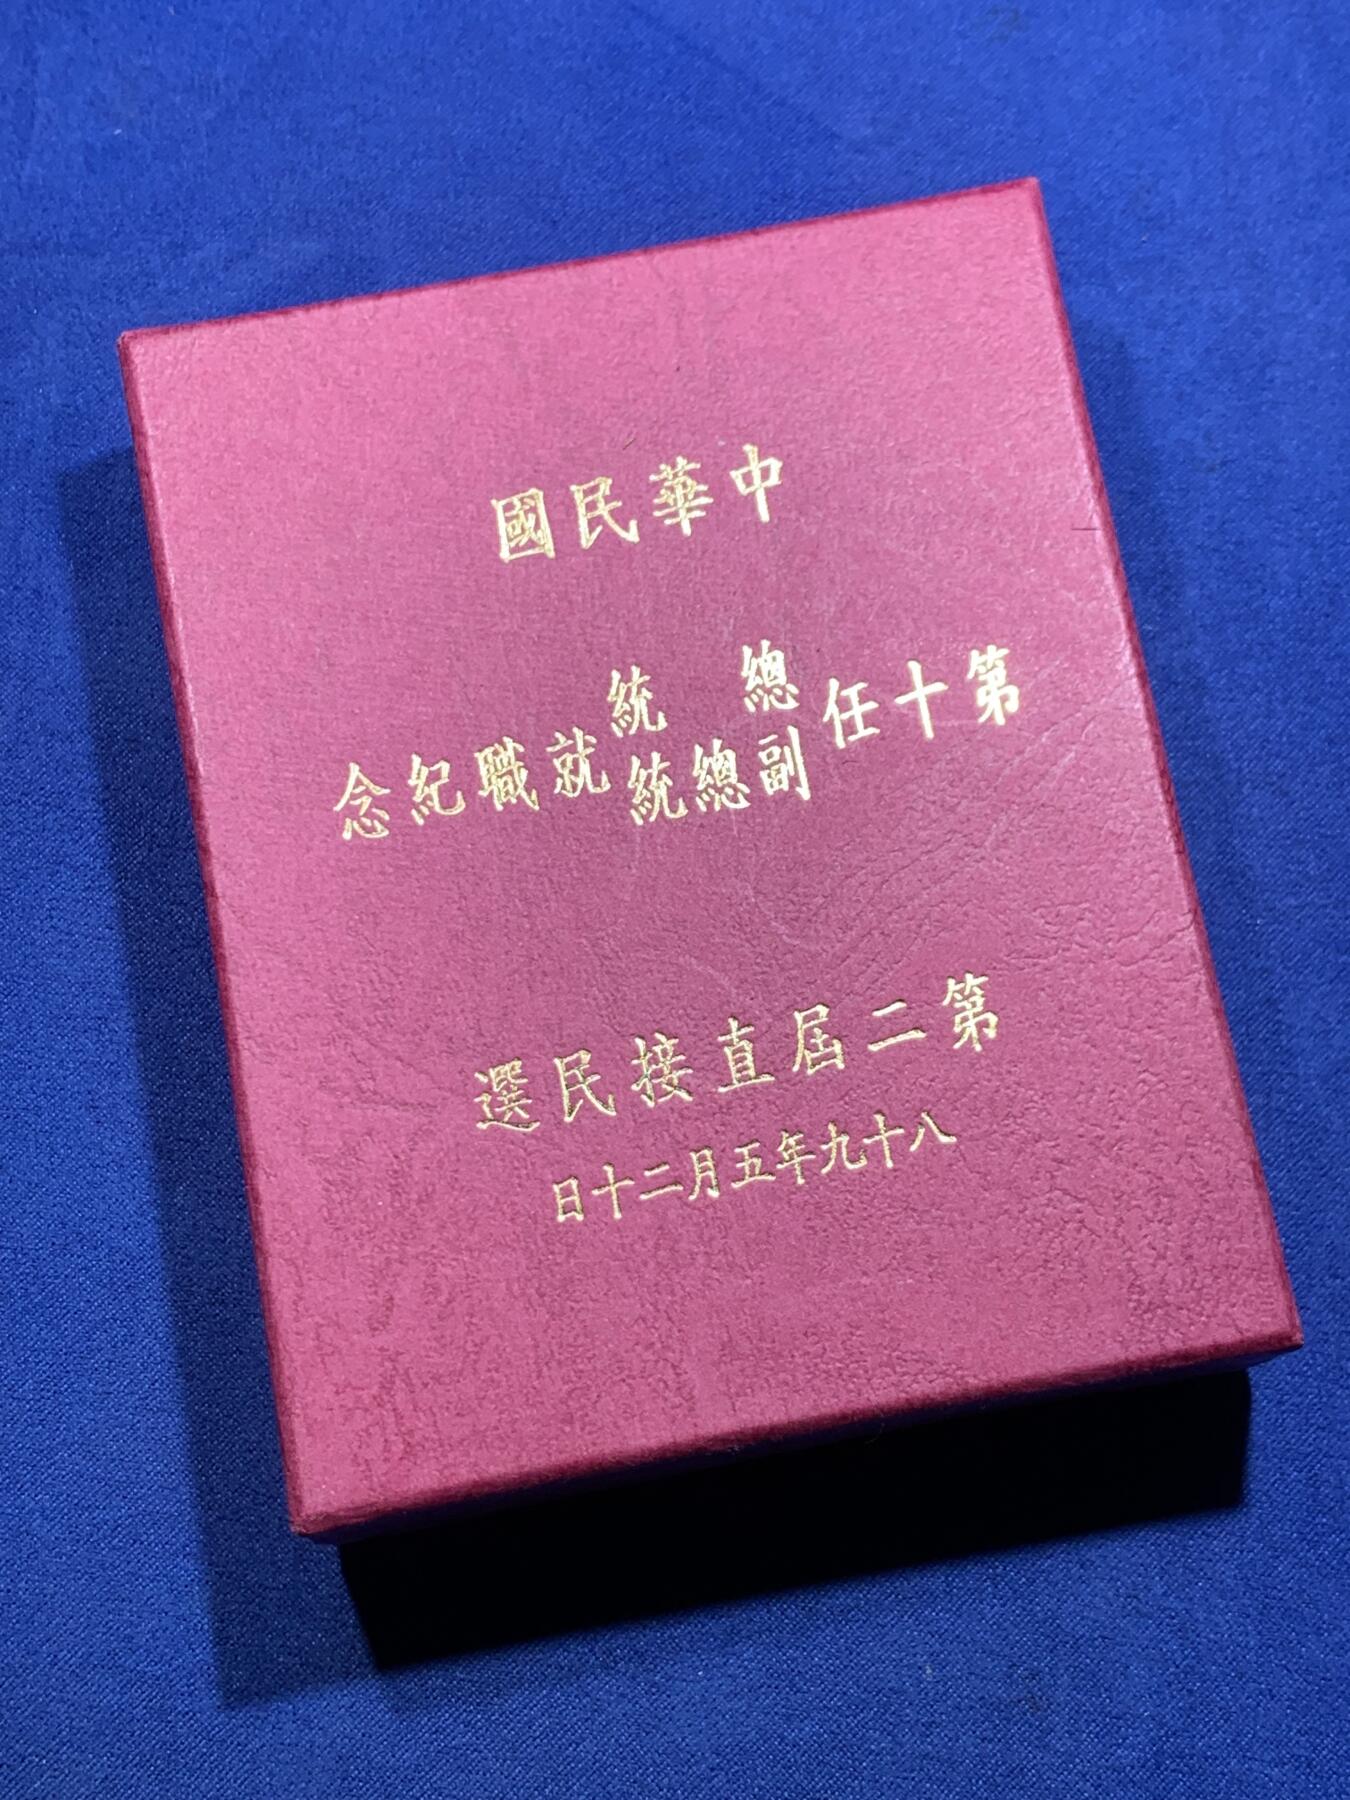 中華民國
第十任總統副總統就職紀念
第二屆直接民選
八十九年五月二十日